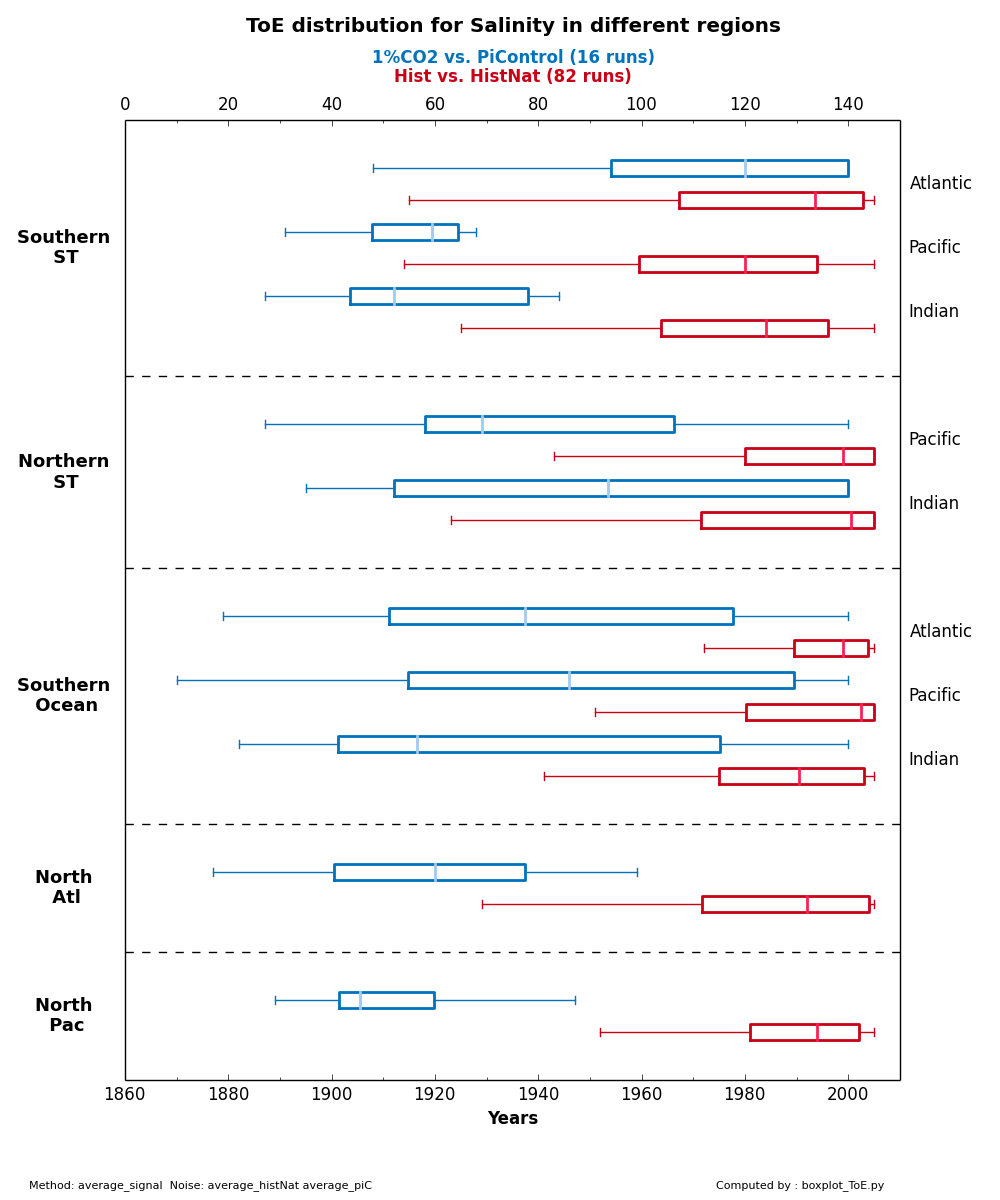 ToE distribution for Salinity in different regions
1%CO2 vs. PiControl (16 runs)
Hist vs. HistNat (82 runs)
0 20 40 60 80 100 120 140
Atlantic
Southern
ST
Pacific
Indian
Northern
ST
Pacific
Indian
Atlantic
Southern
Ocean
Pacific
Indian
North
Atl
North
Pac
1860 1880 1900 1920 1940 1960 1980 2000
Years
Method: average_signal  Noise: average_histNat average_piC
Computed by : boxplot_ToE.py